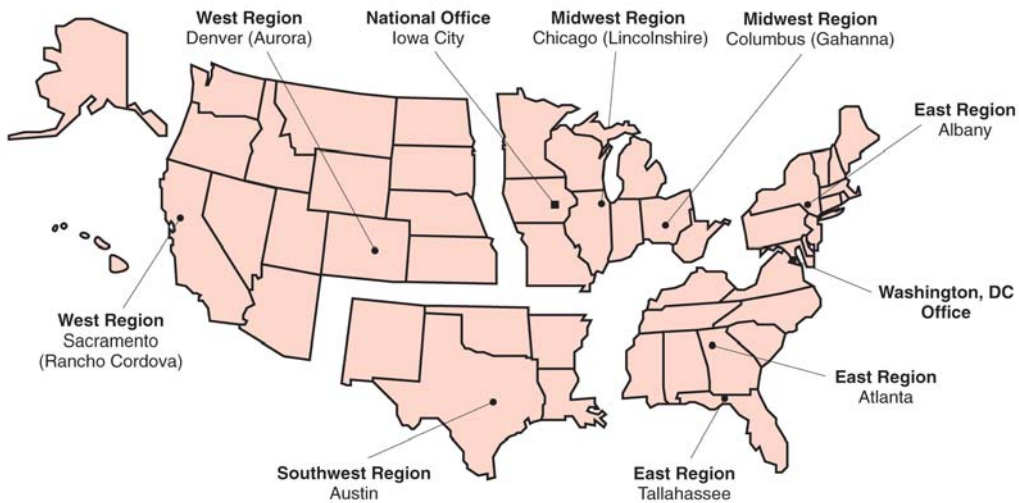 West Region
Denver (Aurora)
National Office
Iowa City
Midwest Region
Chicago (Lincolnshire)
Midwest Region
Columbus (Gahanna)
East Region
Albany
Washington, DC
Office
West Region
Sacramento
(Rancho Cordova)
East Region
Atlanta
Southwest Region
Austin
East Region
Tallahassee